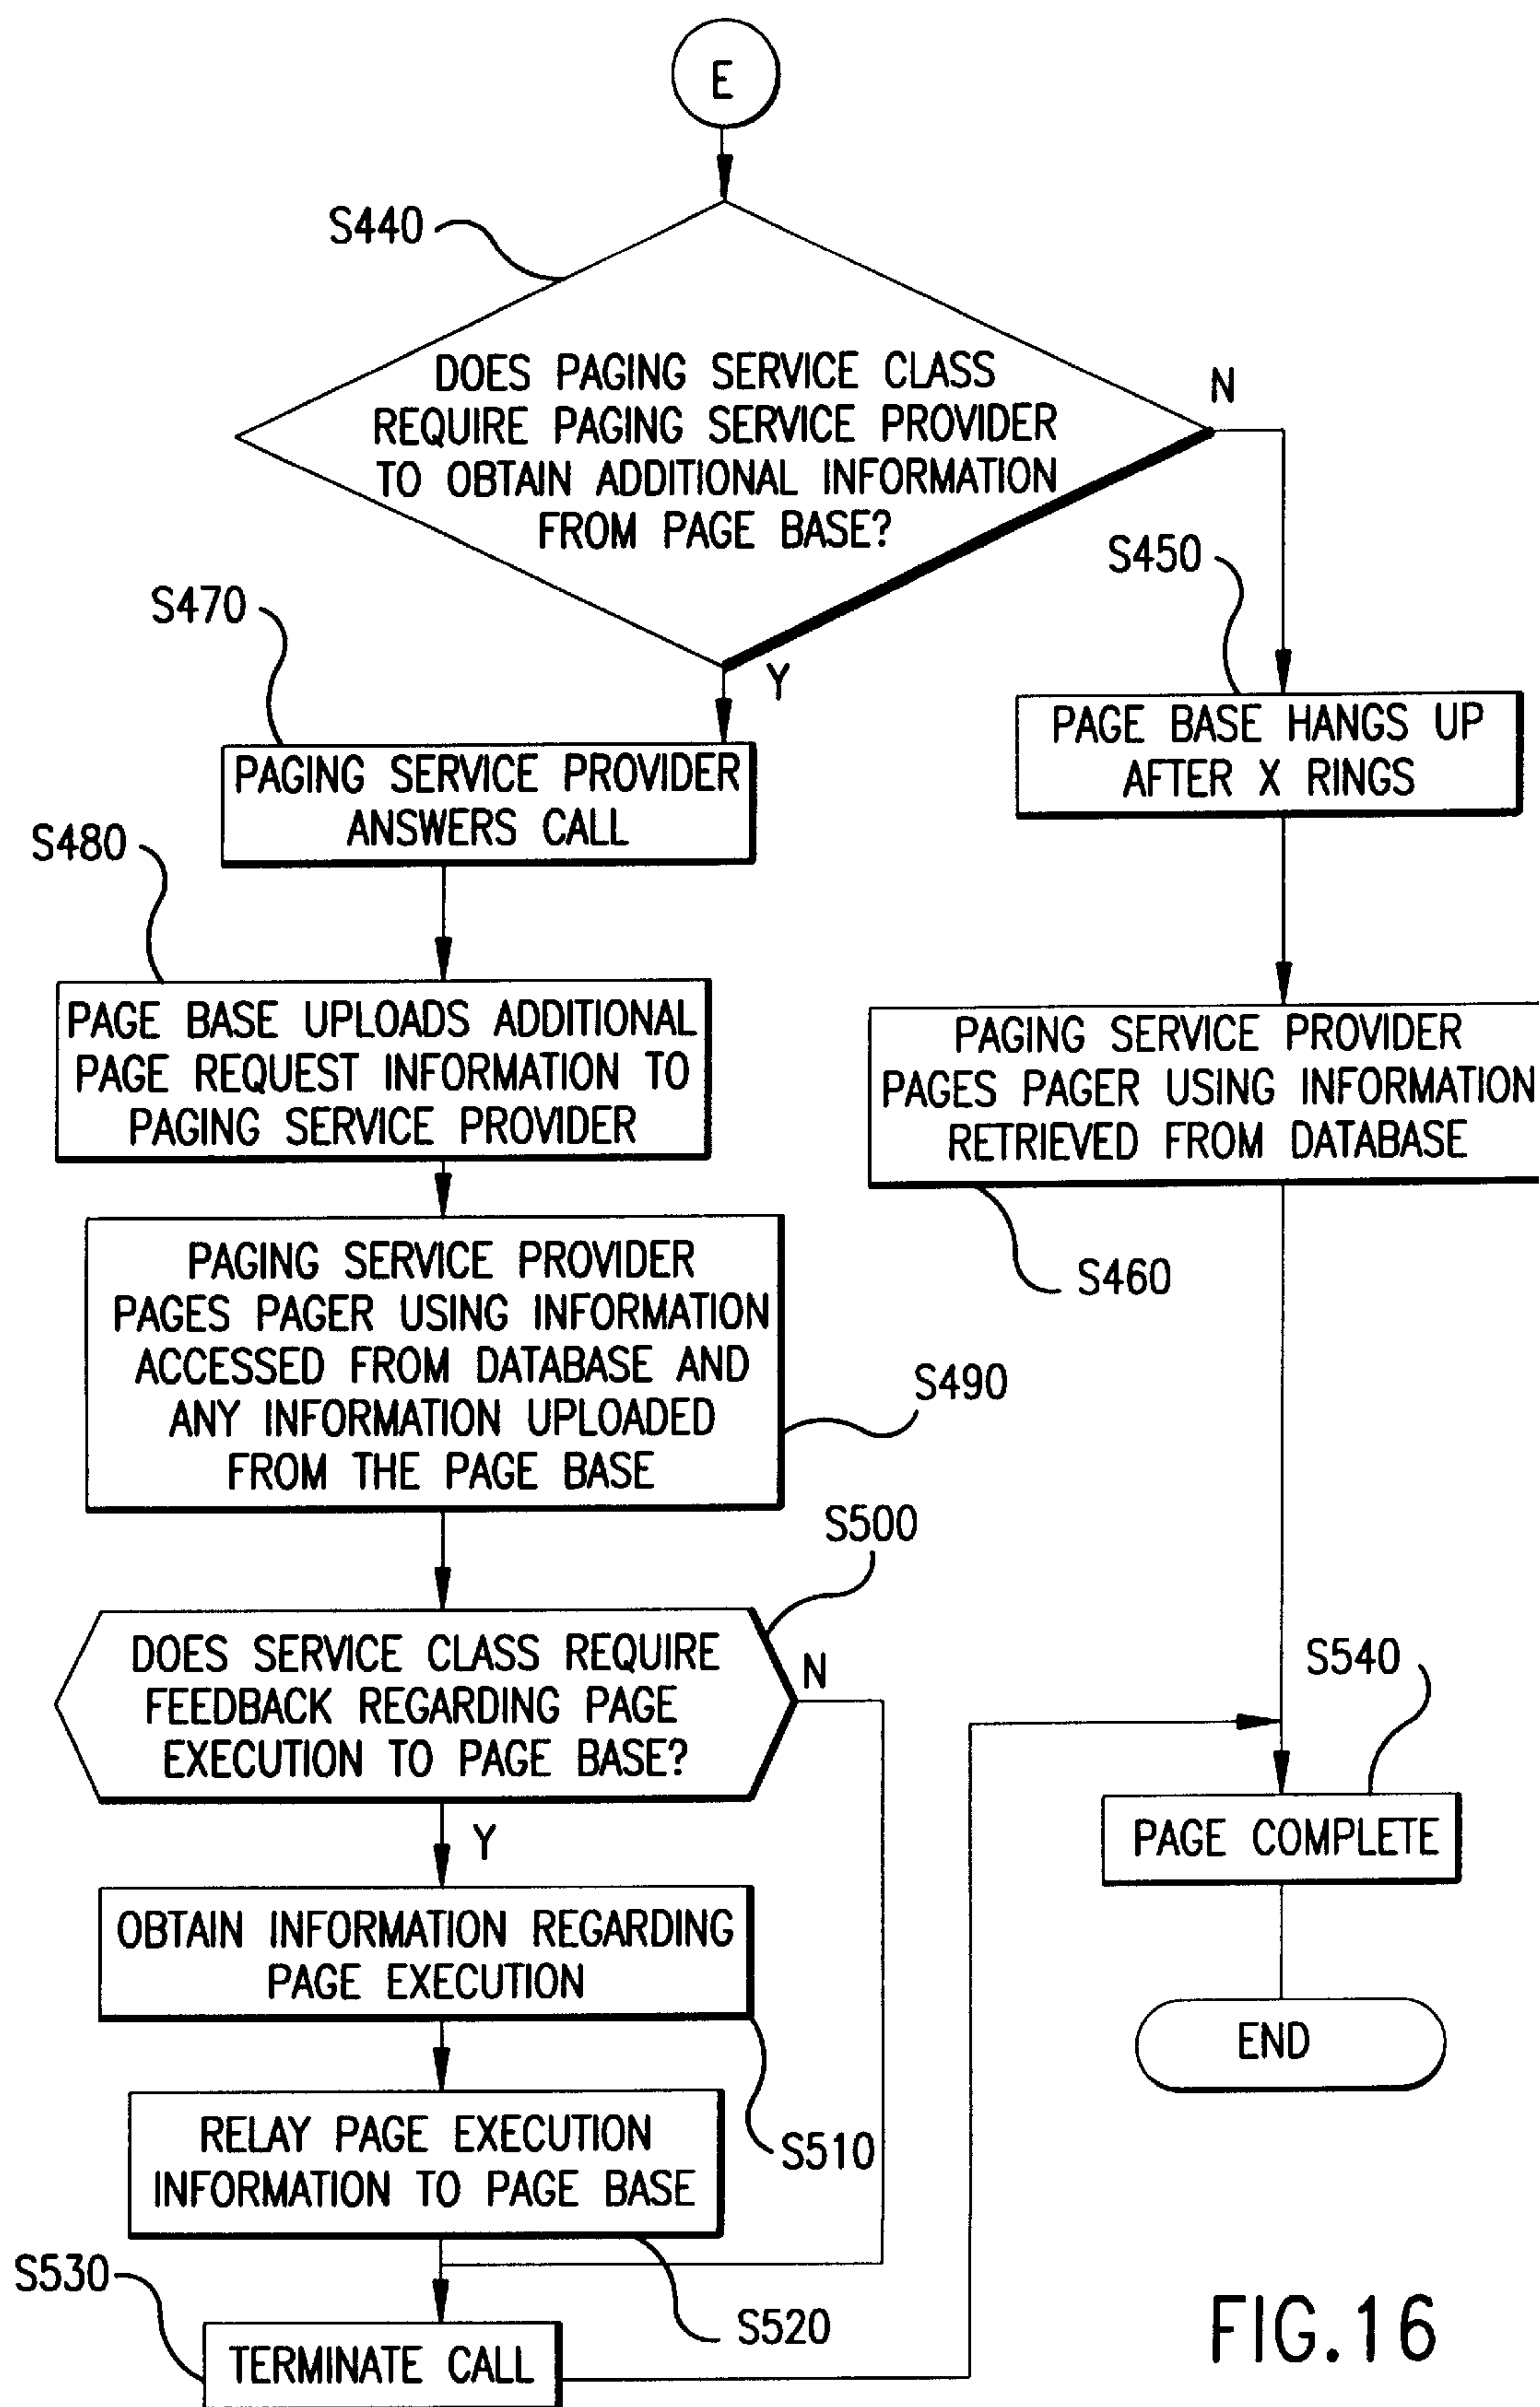 E
S440
DOES PAGING SERVICE CLASS
REQUIRE PAGING SERVICE PROVIDER
TO OBTAIN ADDITIONAL INFORMATION
FROM PAGE BASE?
N
Y
S450
PAGE BASE HANGS UP
AFTER X RINGS
S470
PAGING SERVICE PROVIDER
ANSWERS CALL
S480
PAGE BASE UPLOADS ADDITIONAL
PAGE REQUEST INFORMATION TO
PAGING SERVICE PROVIDER
PAGING SERVICE PROVIDER
PAGES PAGER USING INFORMATION
RETRIEVED FROM DATABASE
S460
PAGING SERVICE PROVIDER
PAGES PAGER USING INFORMATION
ACCESSED FROM DATABASE AND
ANY INFORMATION UPLOADED
FROM THE PAGE BASE
S490
S500
DOES SERVICE CLASS REQUIRE
FEEDBACK REGARDING PAGE
EXECUTION TO PAGE BASE?
N
Y
S540
PAGE COMPLETE
END
OBTAIN INFORMATION REGARDING
PAGE EXECUTION
S510
RELAY PAGE EXECUTION
INFORMATION TO PAGE BASE
S520
S530
TERMINATE CALL
FIG.16